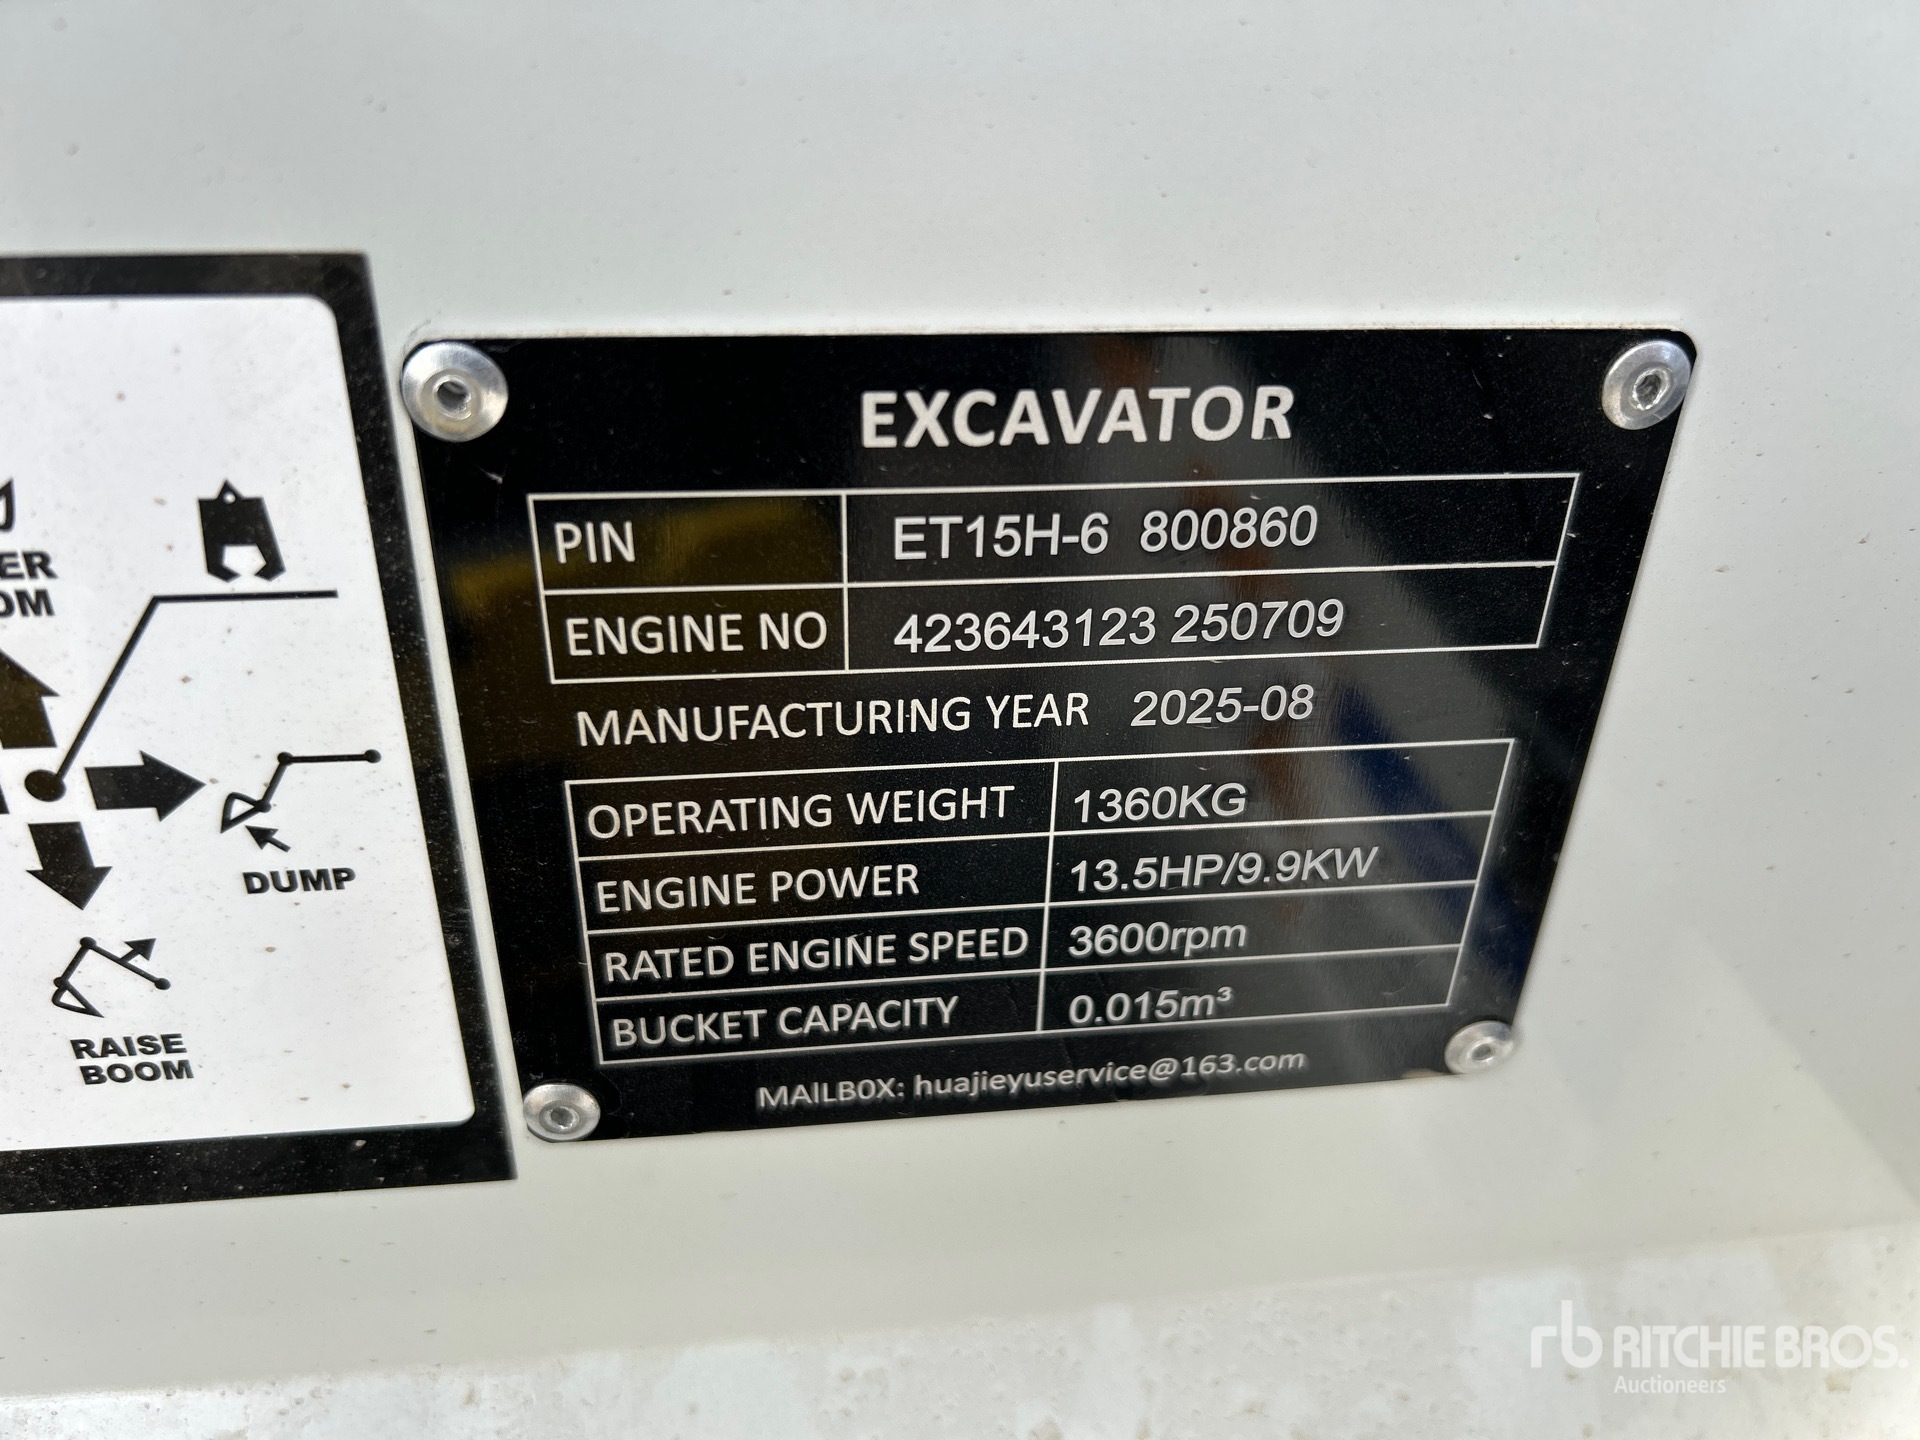 EXCAVATOR
PIN ET15H-6 800860
ENGINE NO 423643123 250709
MANUFACTURING YEAR 2025-08
OPERATING WEIGHT 1360KG
ENGINE POWER 13.5HP/9.9KW
RATED ENGINE SPEED 3600rpm
BUCKET CAPACITY 0.015m³
MAILBOX: huajieyuservice@163.com
DUMP
RAISE
BOOM
rb RITCHIE BROS.
Auctioneers